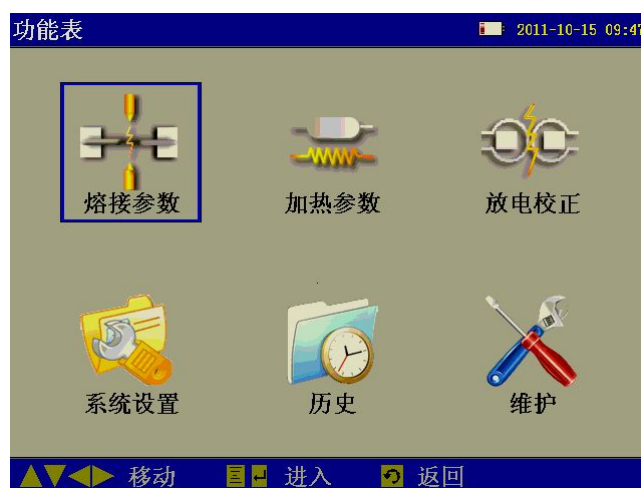 功能表 2011-10-15 09:47
熔接参数 加热参数 放电校正
系统设置 历史 维护
移动 进入 返回